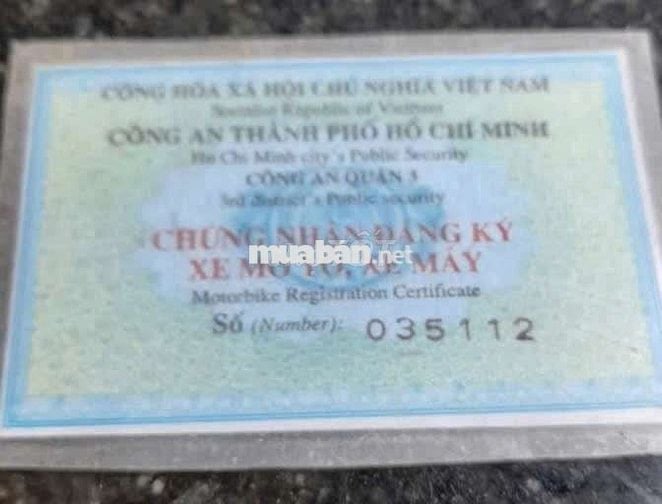 CỘNG HÒA XÃ HỘI CHỦ NGHĨA VIỆT NAM
Socialist Republic of Vietnam
CÔNG AN THÀNH PHỐ HỒ CHÍ MINH
Ho Chi Minh city's Public Security
CÔNG AN QUẬN 3
3rd district's Public security
CHỨNG NHẬN ĐĂNG KÝ
muaban.net
XE MÔ TÔ, XE MÁY
Motorbike Registration Certificate
Số (Number): 035112